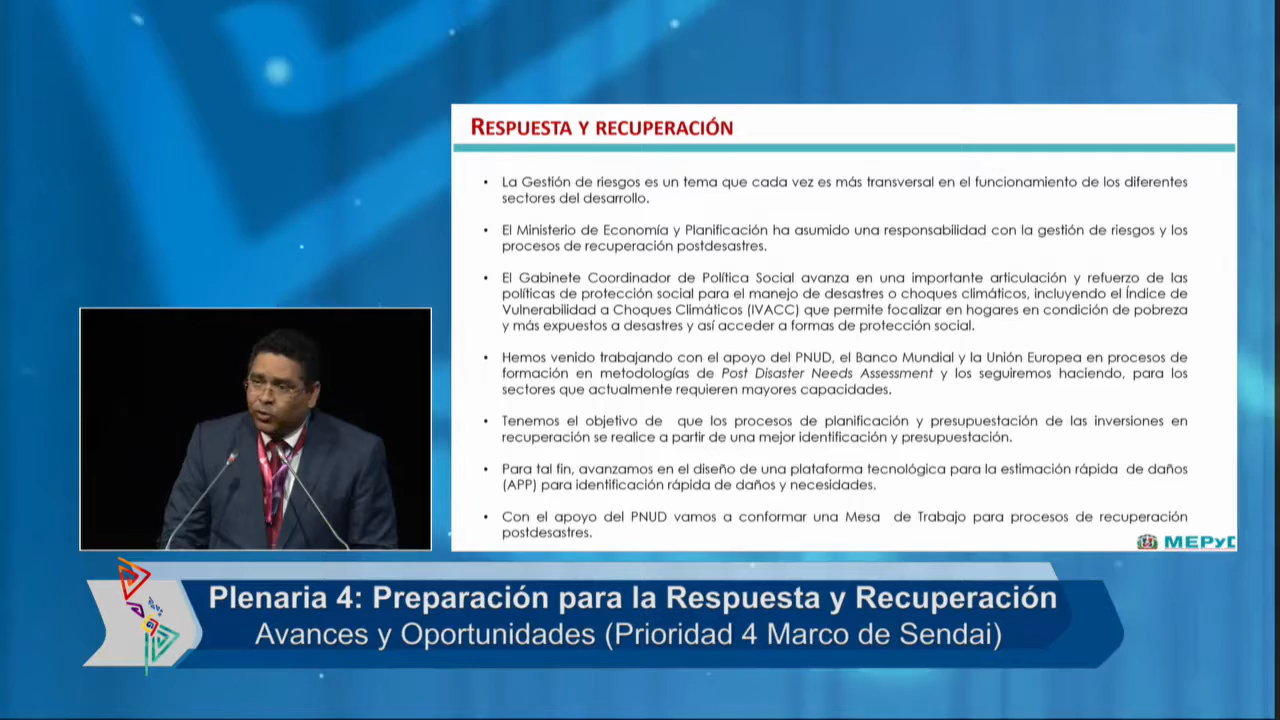 RESPUESTA Y RECUPERACIÓN
• La Gestión de riesgos es un tema que cada vez es más transversal en el funcionamiento de los diferentes
sectores del desarrollo.
• El Ministerio de Economía y Planificación ha asumido una responsabilidad con la gestión de riesgos y los
procesos de recuperación postdesastres.
• El Gabinete Coordinador de Política Social avanza en una importante articulación y refuerzo de las
políticas de protección social para el manejo de desastres o choques climáticos, incluyendo el Índice de
Vulnerabilidad a Choques Climáticos (IVACC) que permite focalizar en hogares en condición de pobreza
y más expuestos a desastres y así acceder a formas de protección social.
• Hemos venido trabajando con el apoyo del PNUD, el Banco Mundial y la Unión Europea en procesos de
formación en metodologías de Post Disaster Needs Assessment y los seguiremos haciendo, para los
sectores que actualmente requieren mayores capacidades.
• Tenemos el objetivo de que los procesos de planificación y presupuestación de las inversiones en
recuperación se realice a partir de una mejor identificación y presupuestación.
• Para tal fin, avanzamos en el diseño de una plataforma tecnológica para la estimación rápida de daños
(APP) para identificación rápida de daños y necesidades.
• Con el apoyo del PNUD vamos a conformar una Mesa de Trabajo para procesos de recuperación
postdesastres.
MEPyD
Plenaria 4: Preparación para la Respuesta y Recuperación
Avances y Oportunidades (Prioridad 4 Marco de Sendai)